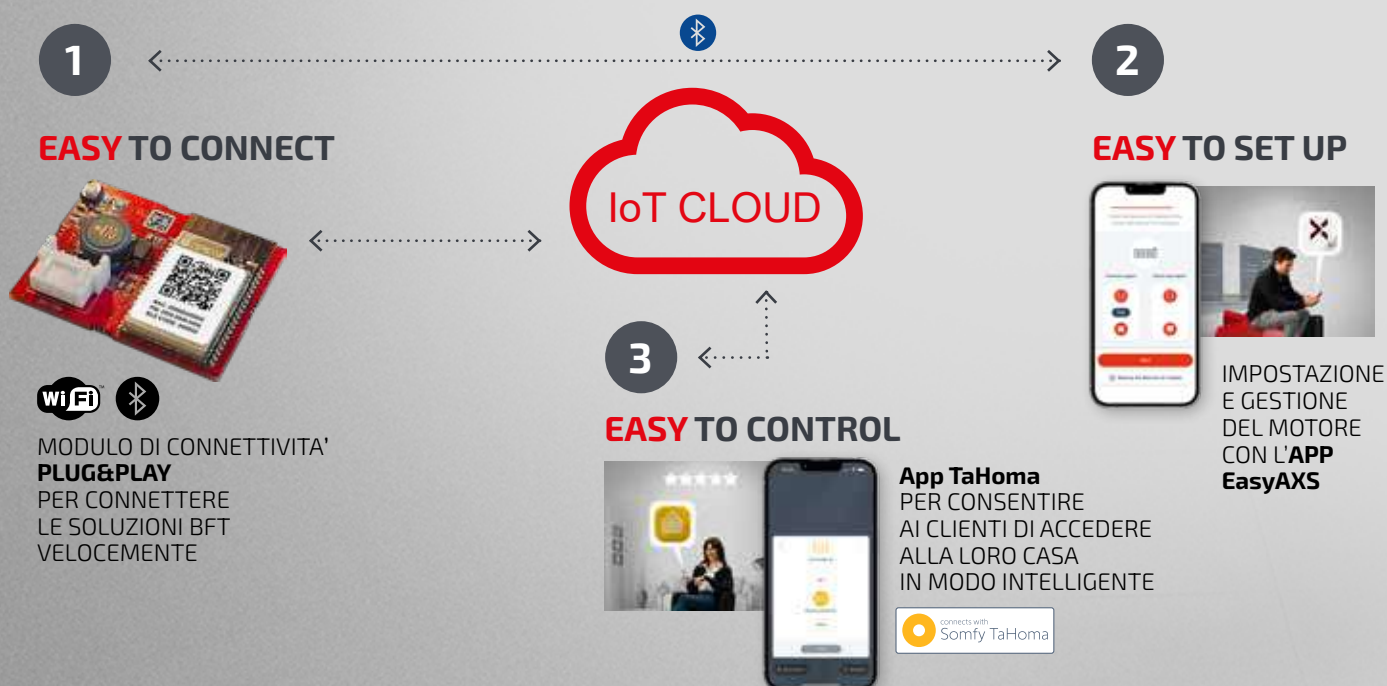 1
EASY TO CONNECT
WiFi
MODULO DI CONNETTIVITA'
PLUG&PLAY
PER CONNETTERE
LE SOLUZIONI BFT
VELOCEMENTE
IoT CLOUD
2
EASY TO SET UP
IMPOSTAZIONE
E GESTIONE
DEL MOTORE
CON L'APP
EasyAXS
3
EASY TO CONTROL
App TaHoma
PER CONSENTIRE
AI CLIENTI DI ACCEDERE
ALLA LORO CASA
IN MODO INTELLIGENTE
connects with
Somfy TaHoma